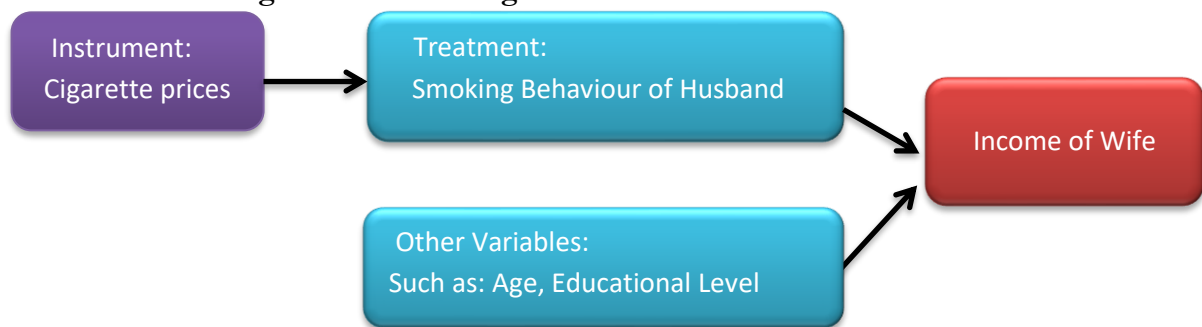 Instrument:
Cigarette prices
Treatment:
Smoking Behaviour of Husband
Income of Wife
Other Variables:
Such as: Age, Educational Level